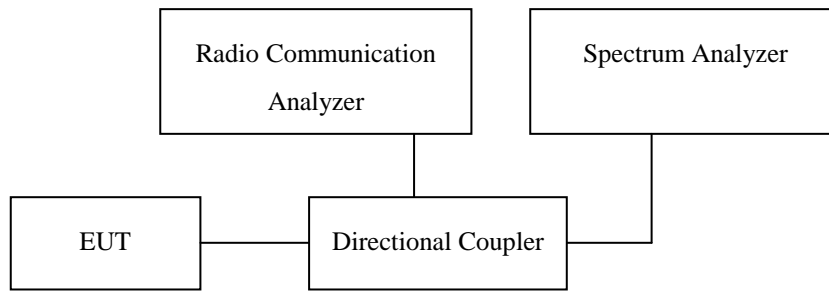 Radio Communication
Analyzer
Spectrum Analyzer
EUT
Directional Coupler